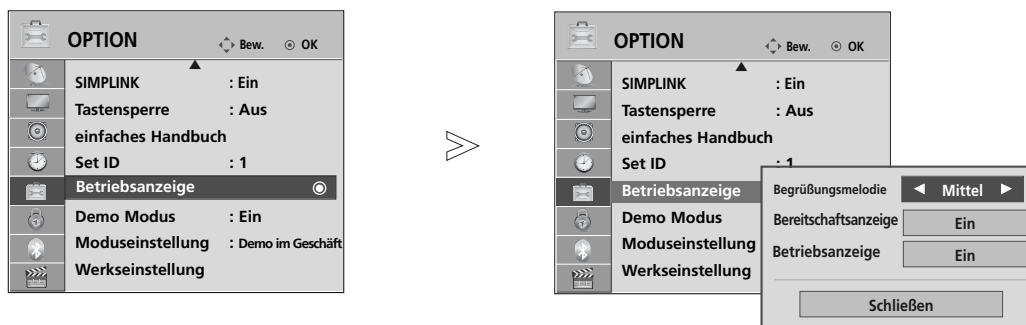 OPTION Bew. OK
SIMPLINK : Ein
Tastensperre : Aus
einfaches Handbuch
Set ID : 1
Betriebsanzeige
Demo Modus : Ein
Moduseinstellung : Demo im Geschäft
Werkseinstellung
OPTION Bew. OK
SIMPLINK : Ein
Tastensperre : Aus
einfaches Handbuch
Set ID : 1
Betriebsanzeige
Demo Modus
Moduseinstellung
Werkseinstellung
Begrüßungsmelodie Mittel
Bereitschaftsanzeige Ein
Betriebsanzeige Ein
Schließen